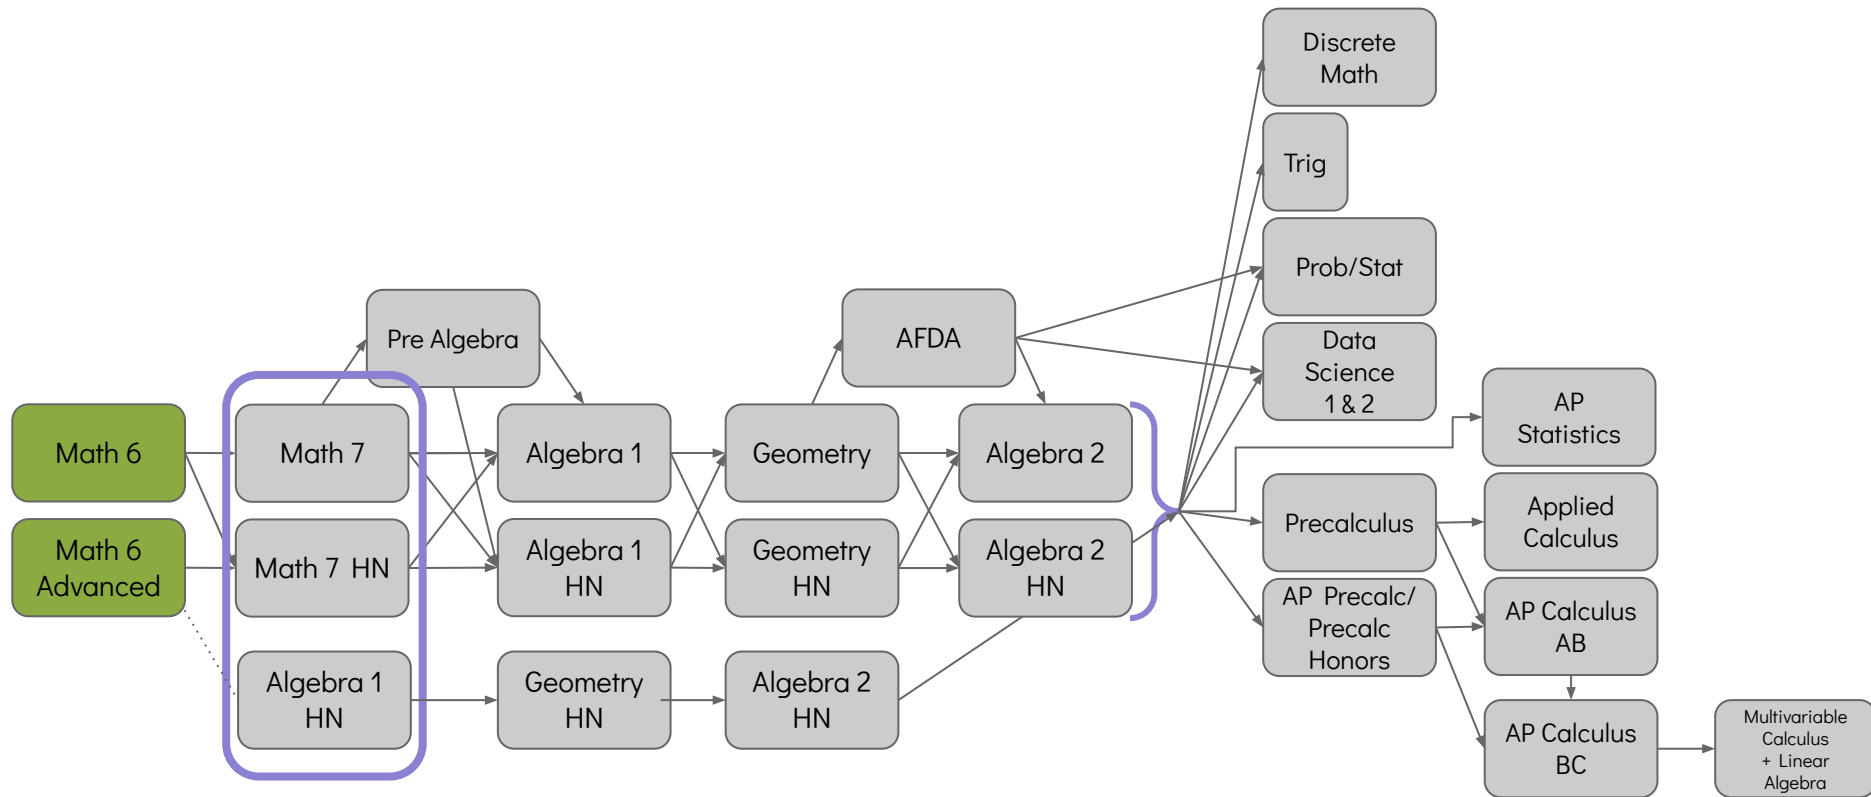 Discrete
Math
Trig
Prob/Stat
Data
Science
1 & 2
Pre Algebra
AFDA
AP
Statistics
Math 6
Math 7
Algebra 1
Geometry
Algebra 2
Precalculus
Applied
Calculus
Math 6
Advanced
Math 7 HN
Algebra 1
HN
Geometry
HN
Algebra 2
HN
AP Precalc/
Precalc
Honors
AP Calculus
AB
Algebra 1
HN
Geometry
HN
Algebra 2
HN
AP Calculus
BC
Multivariable
Calculus
+ Linear
Algebra